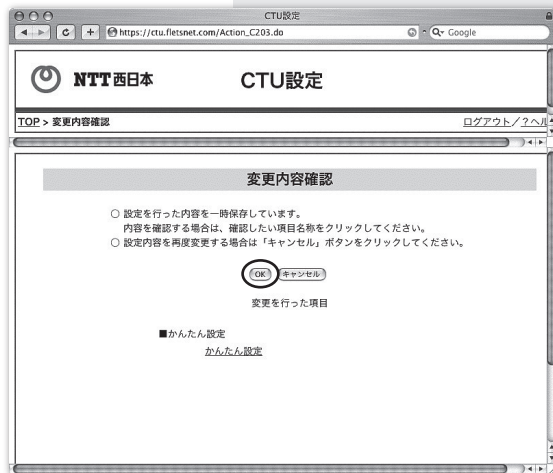 CTU設定
https://ctu.fletsnet.com/Action_C203.do
Google
NTT西日本
CTU設定
TOP > 変更内容確認
ログアウト/?ヘル
変更内容確認
○ 設定を行った内容を一時保存しています。
内容を確認する場合は、確認したい項目名称をクリックしてください。
○ 設定内容を再度変更する場合は「キャンセル」ボタンをクリックしてください。
OK キャンセル
変更を行った項目
■かんたん設定
かんたん設定